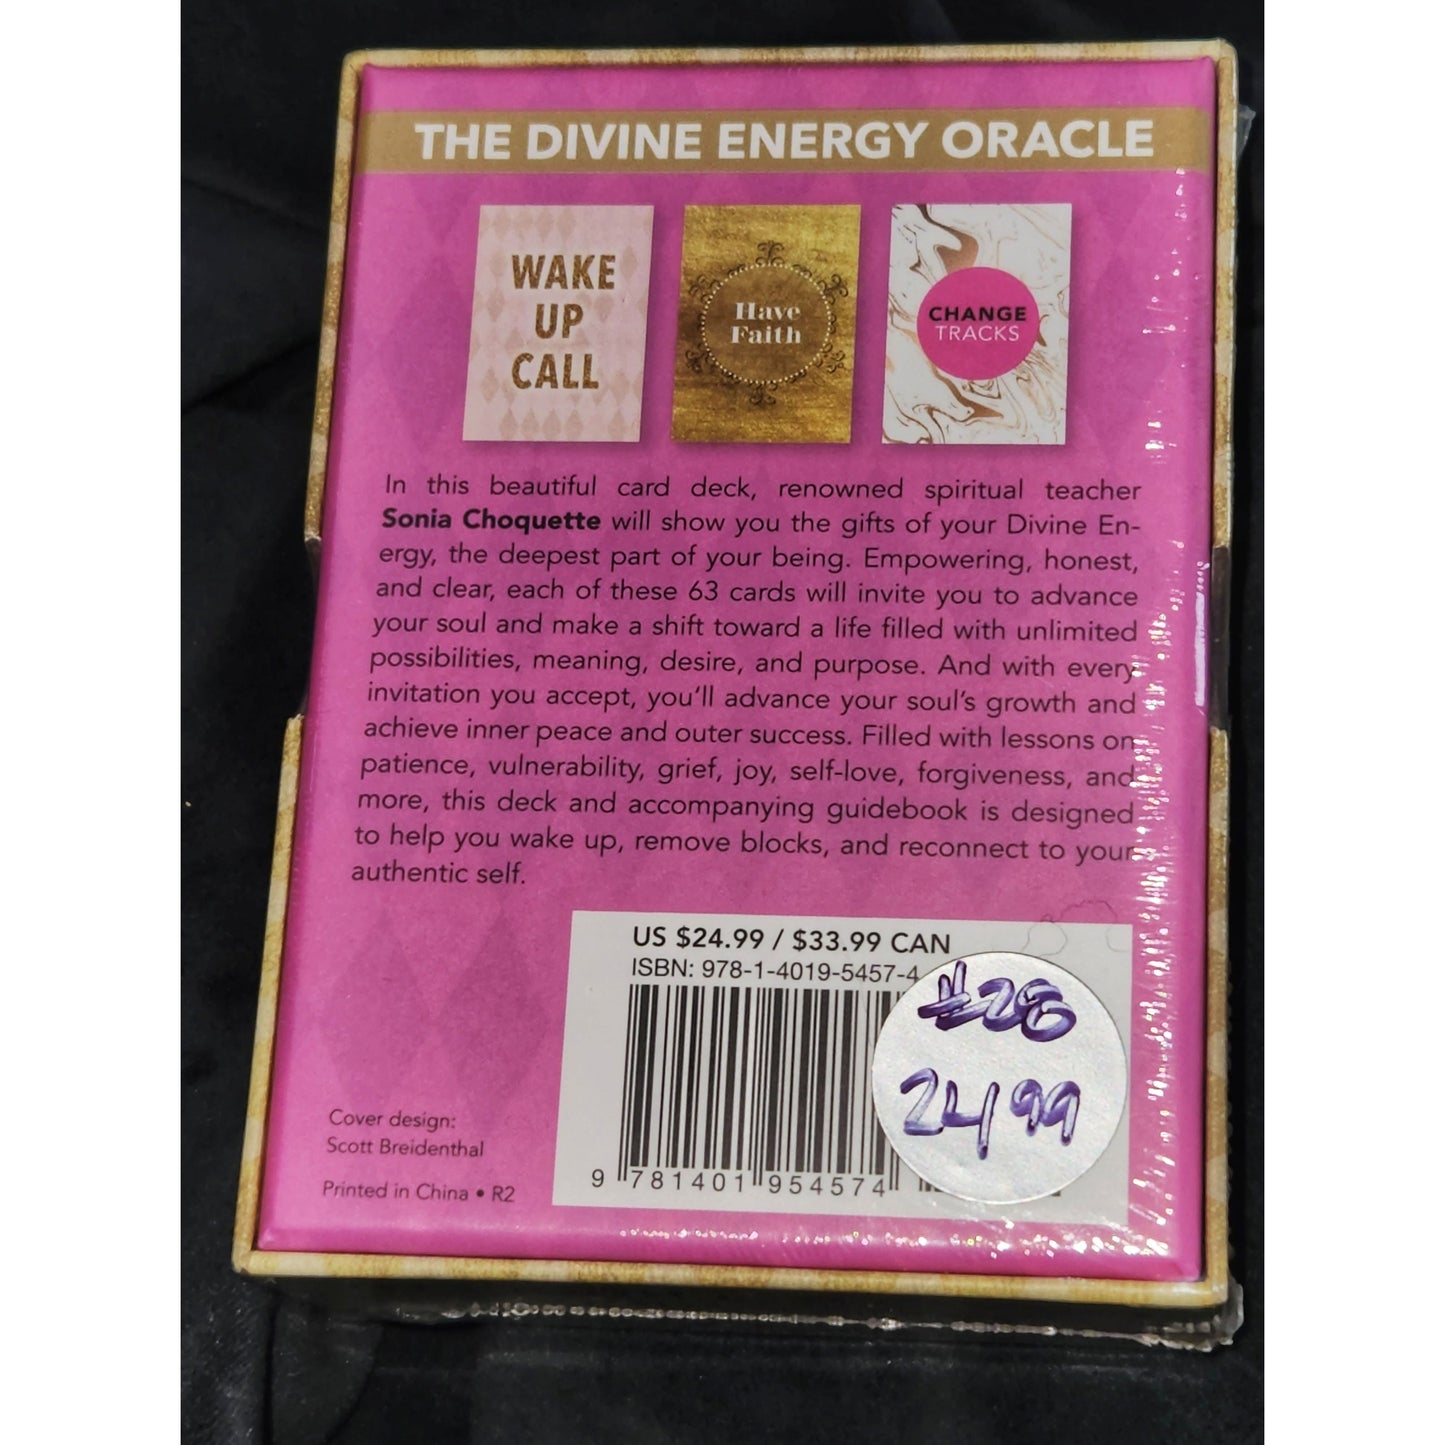 THE DIVINE ENERGY ORACLE
WAKE
UP
CALL
Have
Faith
CHANGE
TRACKS
In this beautiful card deck, renowned spiritual teacher
Sonia Choquette will show you the gifts of your Divine En-
ergy, the deepest part of your being. Empowering, honest,
and clear, each of these 63 cards will invite you to advance
your soul and make a shift toward a life filled with unlimited
possibilities, meaning, desire, and purpose. And with every
invitation you accept, you'll advance your soul's growth and
achieve inner peace and outer success. Filled with lessons on
patience, vulnerability, grief, joy, self-love, forgiveness, and
more, this deck and accompanying guidebook is designed
to help you wake up, remove blocks, and reconnect to your
authentic self.
US $24.99 / $33.99 CAN
ISBN: 978-1-4019-5457-4
#28
2499
9 781401 954574
Cover design:
Scott Breidenthal
Printed in China • R2